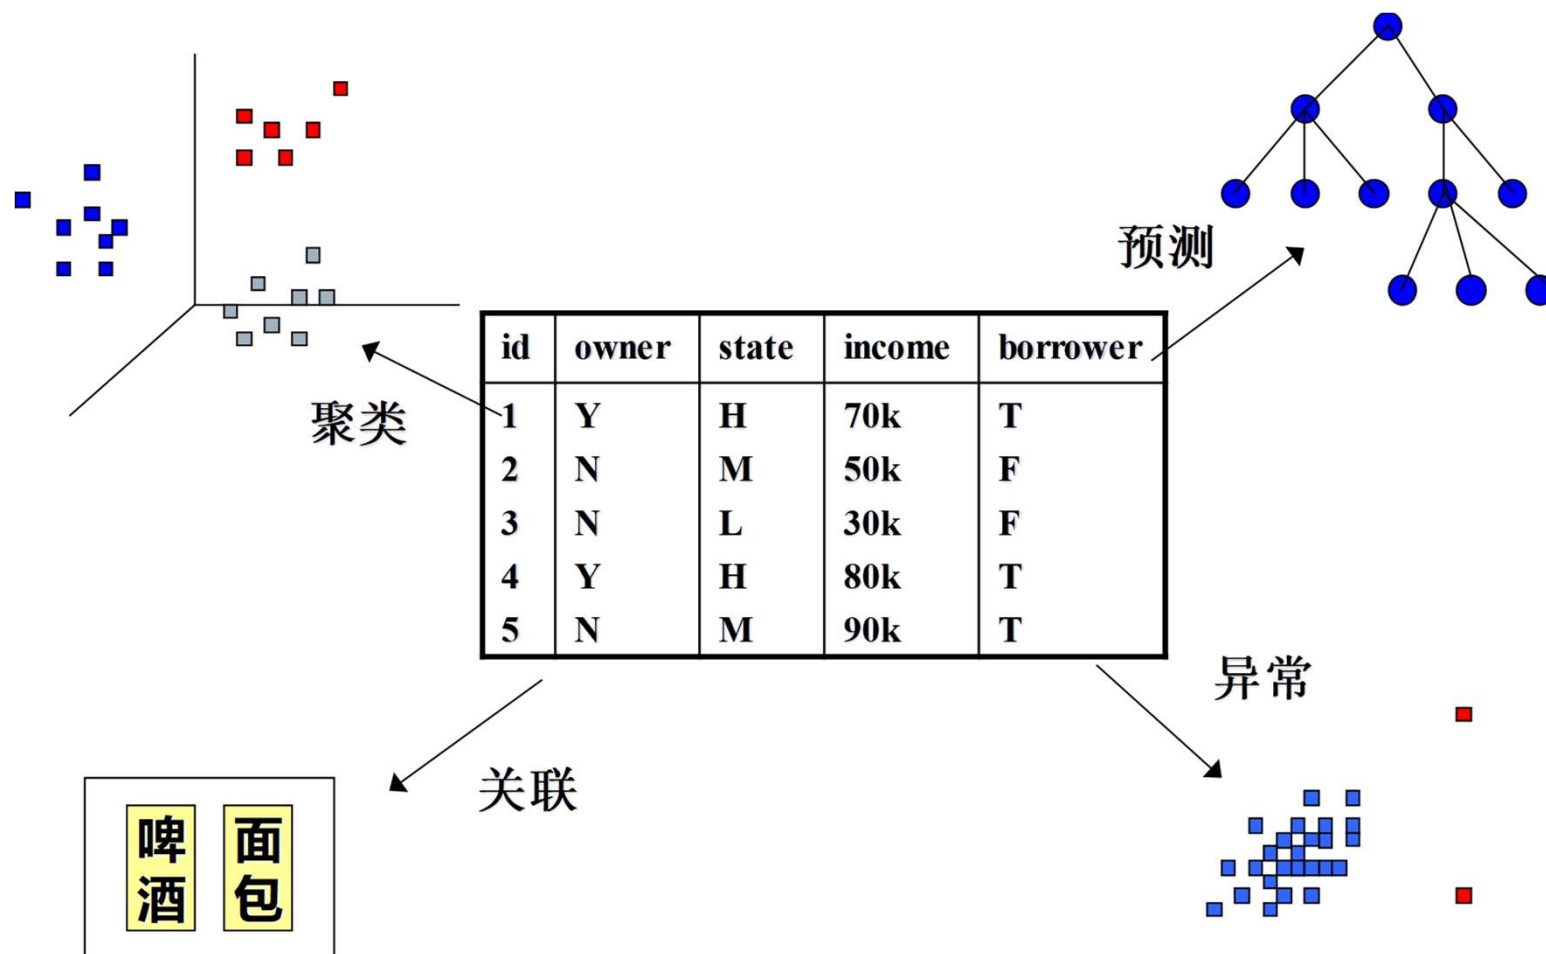 预测
id owner state income borrower
1 Y H 70k T
2 N M 50k F
3 N L 30k F
4 Y H 80k T
5 N M 90k T
聚类
异常
关联
啤酒
面包